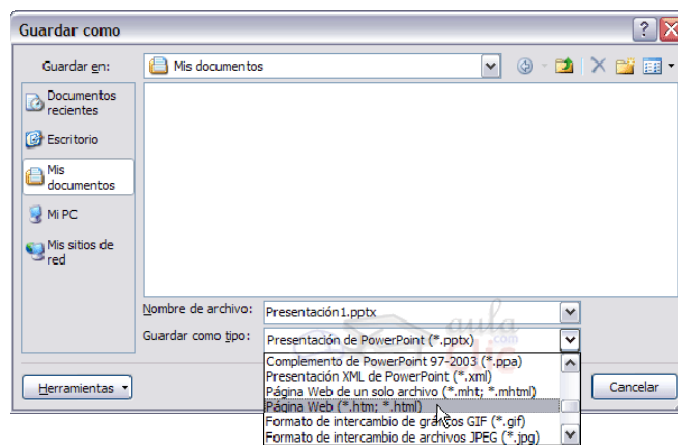 Guardar como
Guardar en:
Mis documentos
Documentos recientes
Escritorio
Mis documentos
Mi PC
Mis sitios de red
Nombre de archivo: Presentación1.pptx
Guardar como tipo: Presentación de PowerPoint (*.pptx)
Complemento de PowerPoint 97-2003 (*.ppa)
Presentación XML de PowerPoint (*.xml)
Página Web de un solo archivo (*.mht; *.mhtml)
Página Web (*.htm; *.html)
Formato de intercambio de gráficos GIF (*.gif)
Formato de intercambio de archivos JPEG (*.jpg)
Herramientas
Cancelar
aula
.com
Clic